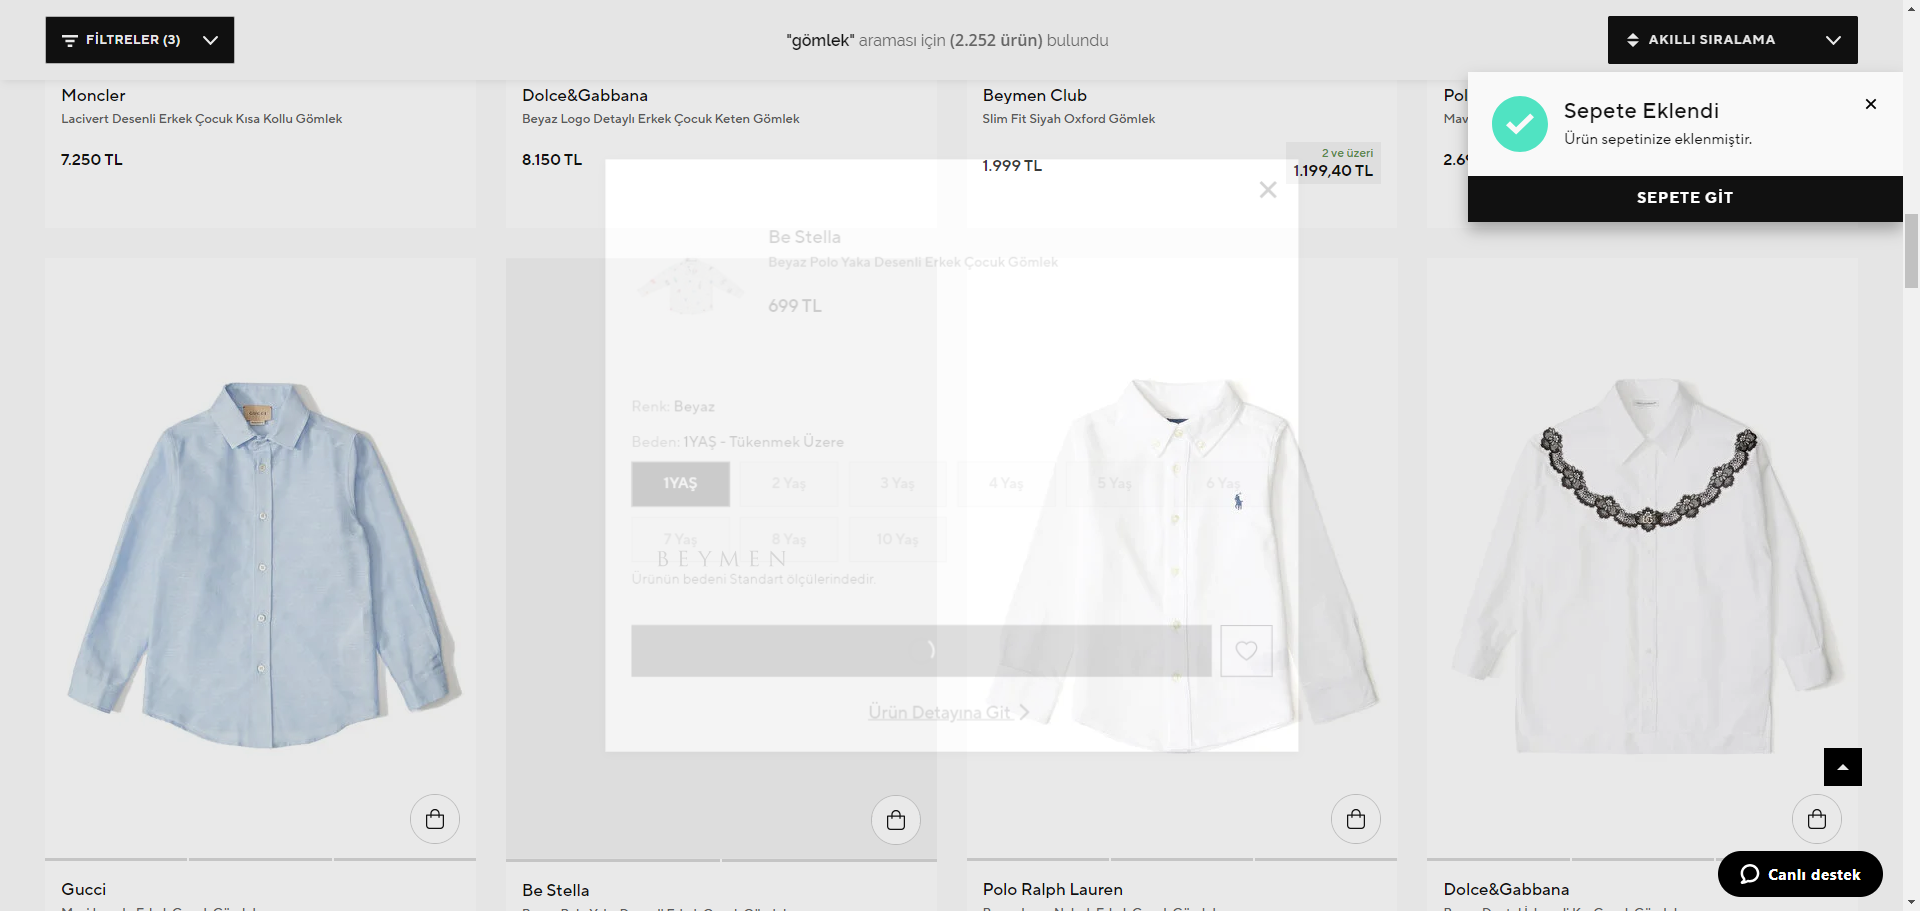 FİLTRELER (3)
"gömlek" araması için (2.252 ürün) bulundu
AKILLI SIRALAMA
Moncler
Lacivert Desenli Erkek Çocuk Kısa Kollu Gömlek
7.250 TL
Dolce&Gabbana
Beyaz Logo Detaylı Erkek Çocuk Keten Gömlek
8.150 TL
Beymen Club
Slim Fit Siyah Oxford Gömlek
1.999 TL
2 ve üzeri
1.199,40 TL
Sepete Eklendi
Ürün sepetinize eklenmiştir.
SEPETE GİT
Be Stella
Beyaz Polo Yaka Desenli Erkek Çocuk Gömlek
699 TL
Renk: Beyaz
Beden: 1YAŞ - Tükenmek Üzere
1YAŞ 2 Yaş 3 Yaş 4 Yaş 5 Yaş 6 Yaş
7 Yaş 8 Yaş 10 Yaş
BEYMEN
Ürünün bedeni Standart ölçülerindedir.
Ürün Detayına Git
Gucci
Be Stella
Polo Ralph Lauren
Dolce&Gabbana
Canlı destek